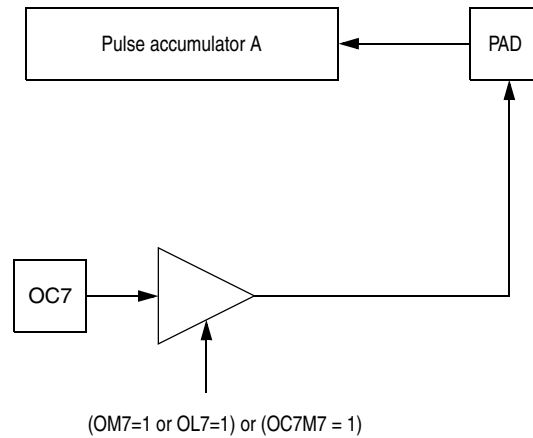 Pulse accumulator A
PAD
OC7
(OM7=1 or OL7=1) or (OC7M7 = 1)